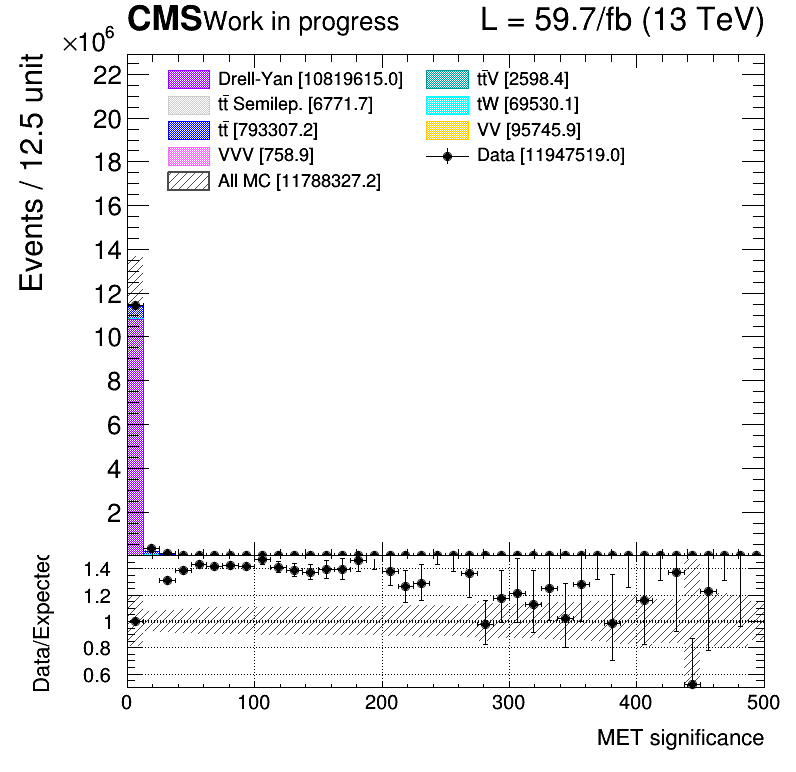 CMS Work in progress L = 59.7/fb (13 TeV)
×10⁶
Events / 12.5 unit
22
20
18
16
14
12
10
8
6
4
2
Drell-Yan [10819615.0]
tt̄ Semilep. [6771.7]
tt̄ [793307.2]
VVV [758.9]
All MC [11788327.2]
tt̄V [2598.4]
tW [69530.1]
VV [95745.9]
Data [11947519.0]
Data/Expected
1.4
1.2
1
0.8
0.6
0 100 200 300 400 500
MET significance